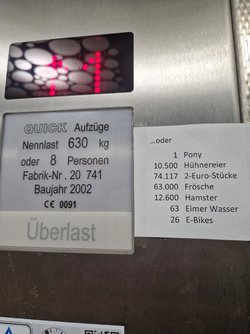 QUICK Aufzüge
Nennlast 630 kg
oder 8 Personen
Fabrik-Nr. 20 741
Baujahr 2002
CE 0091
Überlast
...oder
1 Pony
10.500 Hühnereier
74.117 2-Euro-Stücke
63.000 Frösche
12.600 Hamster
63 Eimer Wasser
26 E-Bikes